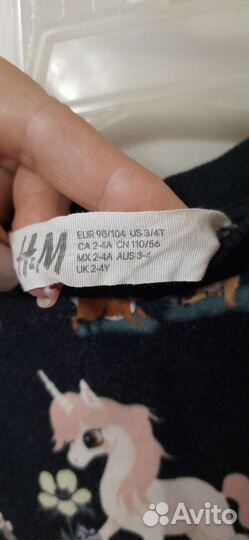 H&M
EUR 98/104 US 3/4T
CA 2-4A CN 110/56
MX 2-4A AUS 3-4
UK 2-4Y
Avito